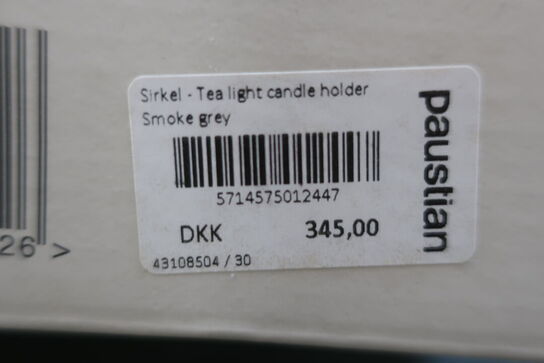 Sirkel - Tea light candle holder
Smoke grey
5714575012447
DKK 345,00
43108504 / 30
paustian
26 >